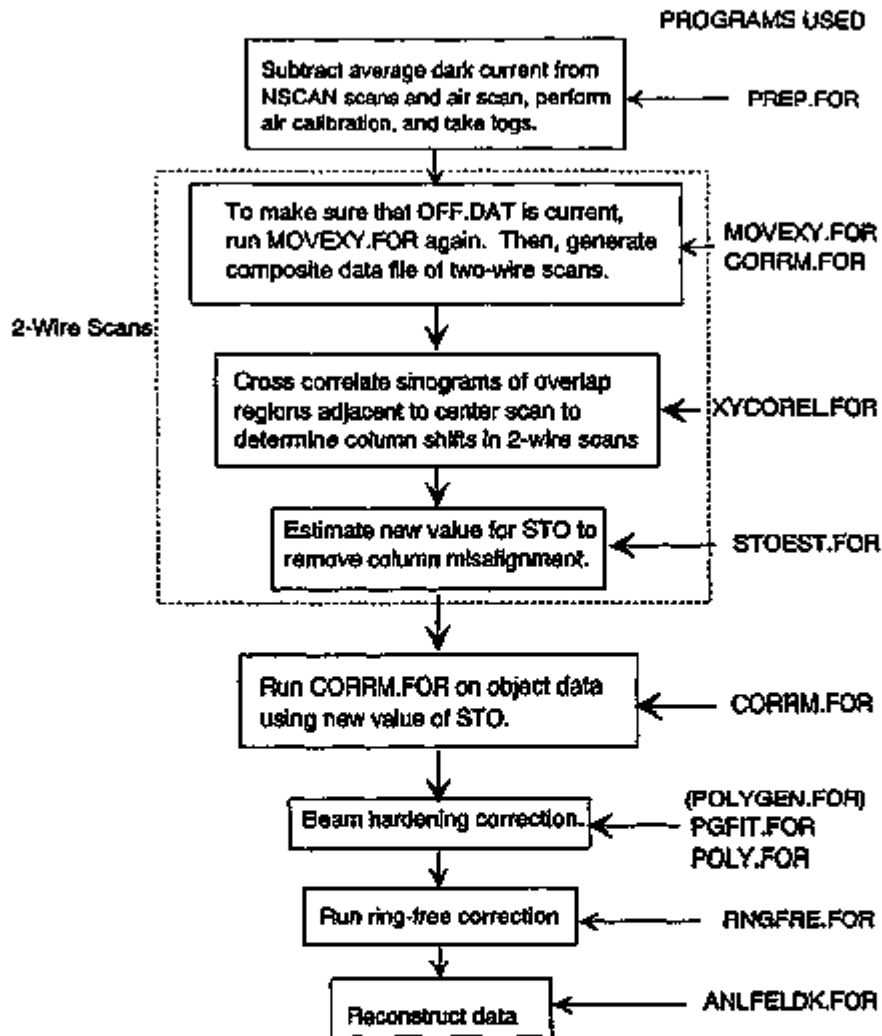 PROGRAMS USED
Subtract average dark current from
NSCAN scans and air scan, perform
air calibration, and take logs.
PREP.FOR
To make sure that OFF.DAT is current,
run MOVEXY.FOR again. Then, generate
composite data file of two-wire scans.
MOVEXY.FOR
CORRM.FOR
2-Wire Scans
Cross correlate sinograms of overlap
regions adjacent to center scan to
determine column shifts in 2-wire scans
XYCOREL.FOR
Estimate new value for STO to
remove column misalignment.
STOEST.FOR
Run CORRM.FOR on object data
using new value of STO.
CORRM.FOR
Beam hardening correction.
(POLYGEN.FOR)
PGFIT.FOR
POLY.FOR
Run ring-free correction
RNGFRE.FOR
Reconstruct data
ANLFELDK.FOR